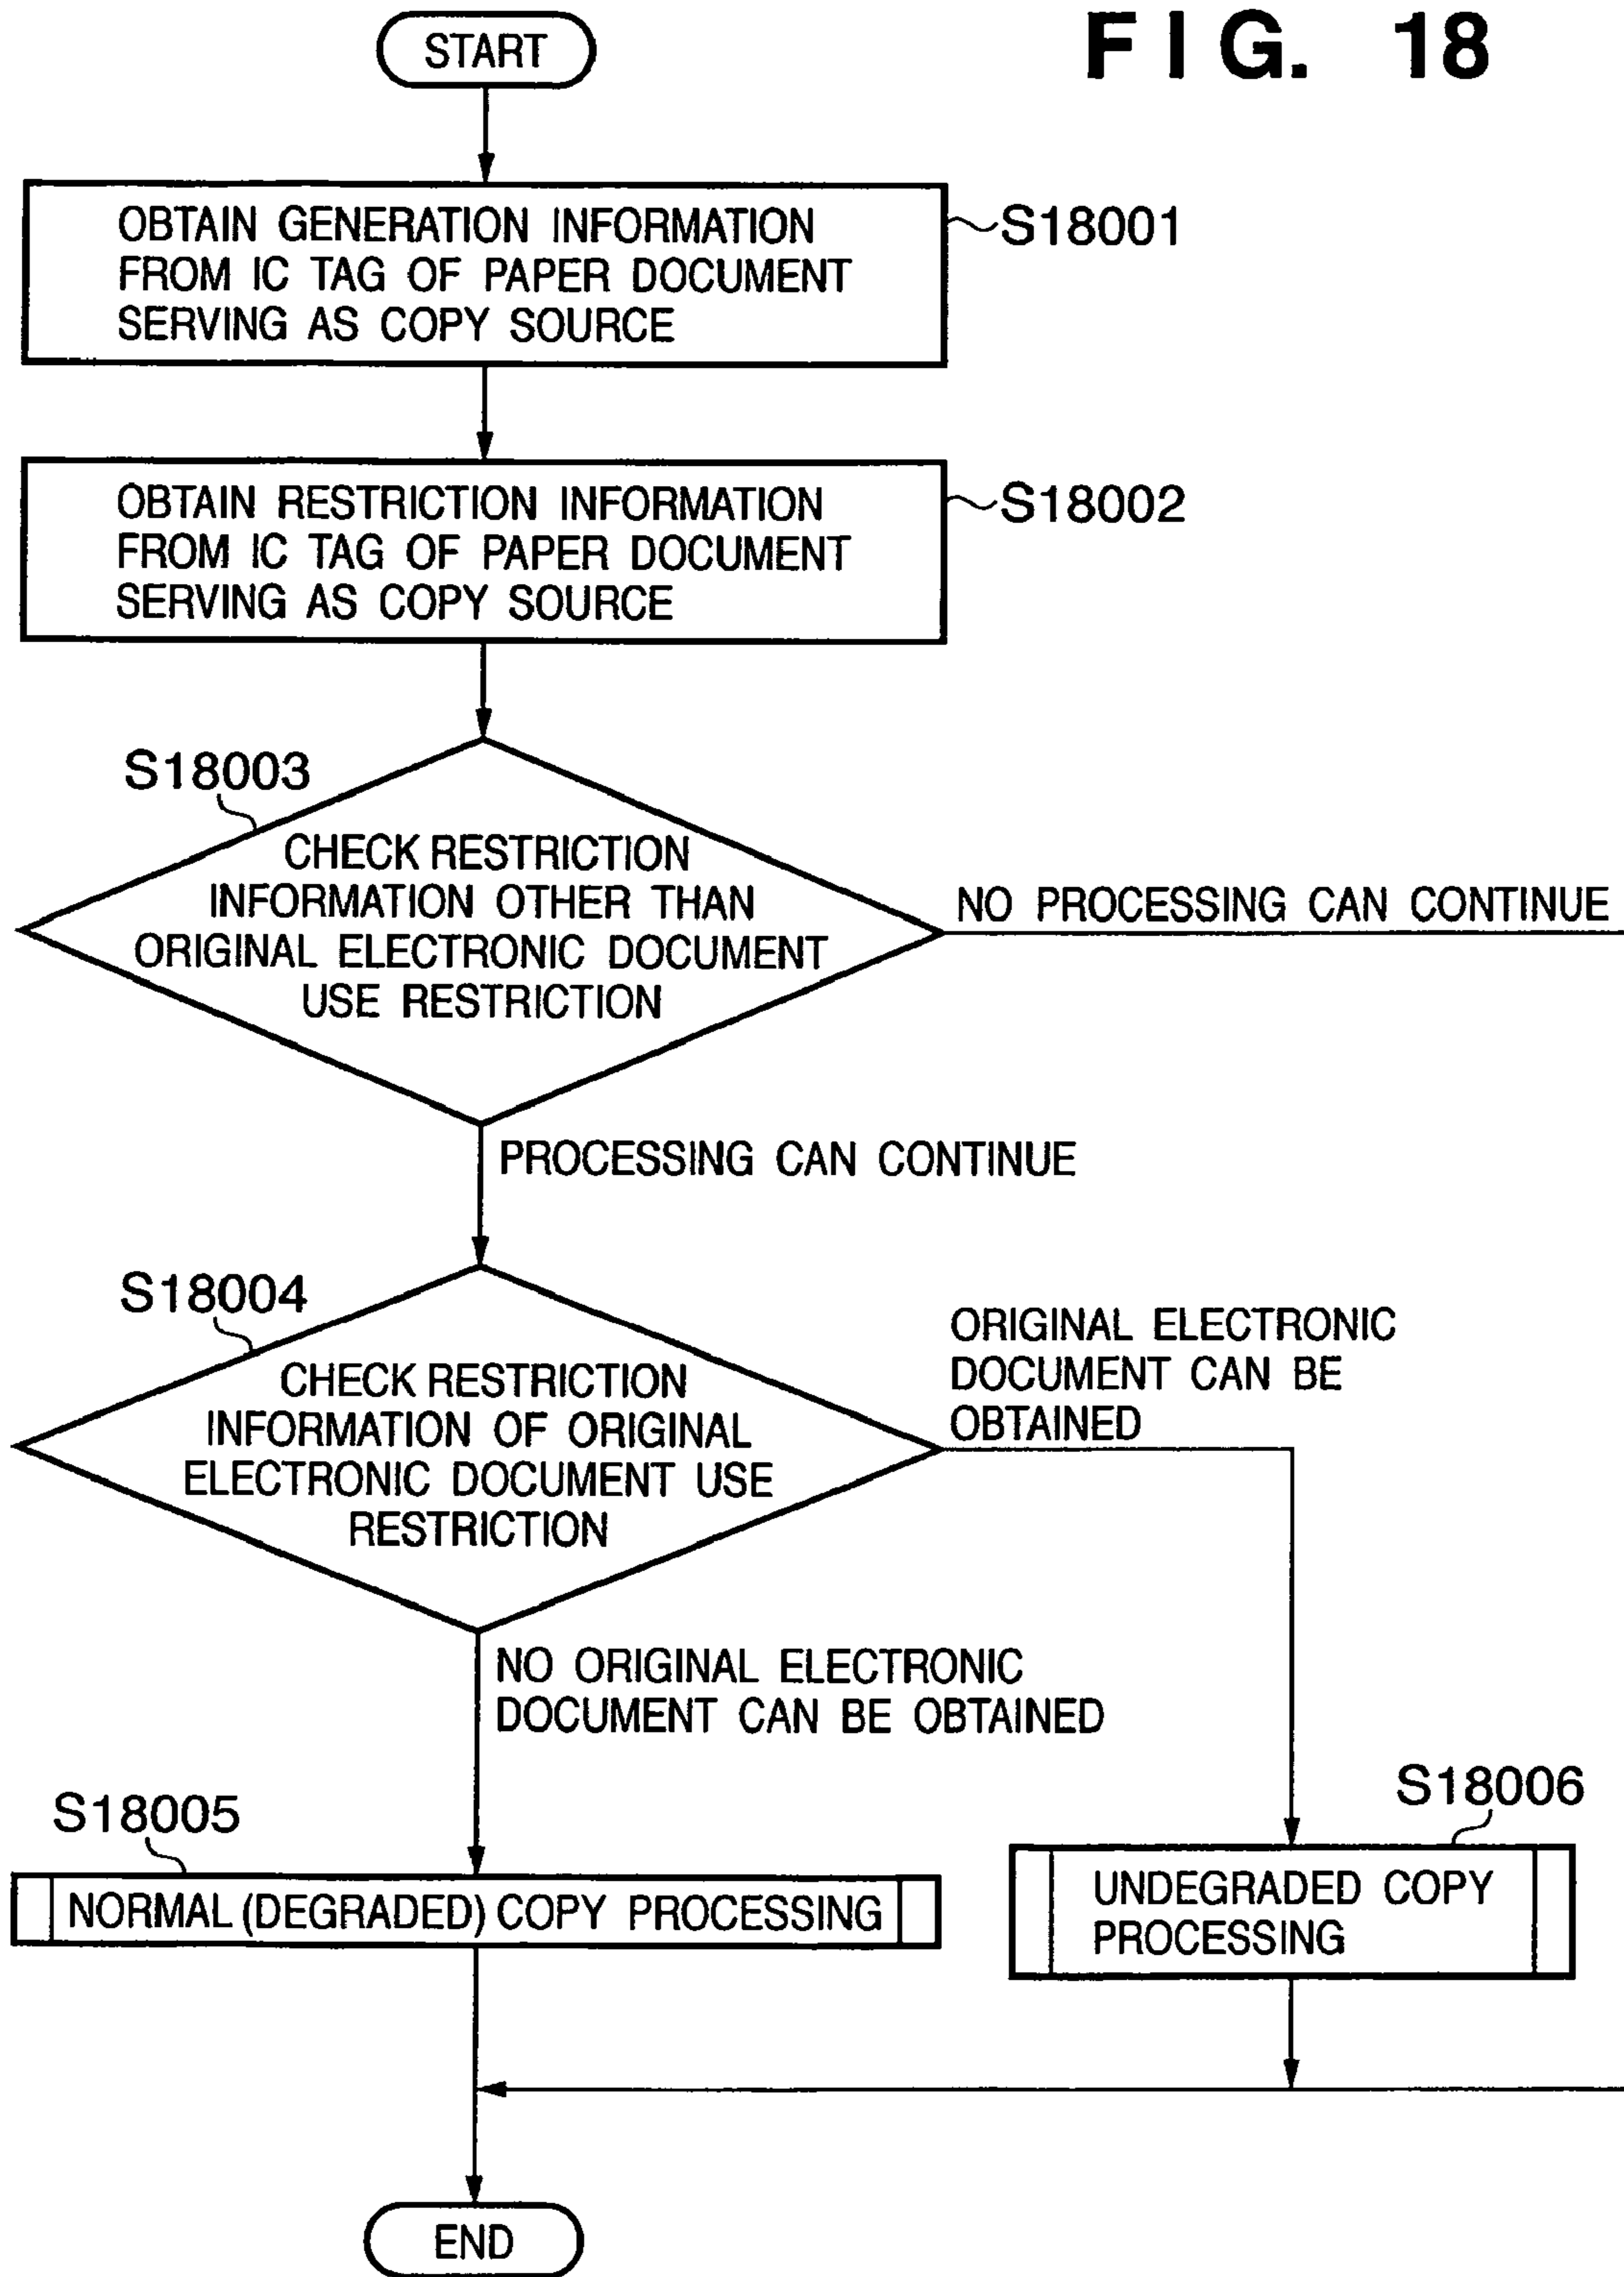 FIG. 18
START
OBTAIN GENERATION INFORMATION
FROM IC TAG OF PAPER DOCUMENT
SERVING AS COPY SOURCE
S18001
OBTAIN RESTRICTION INFORMATION
FROM IC TAG OF PAPER DOCUMENT
SERVING AS COPY SOURCE
S18002
S18003
CHECK RESTRICTION
INFORMATION OTHER THAN
ORIGINAL ELECTRONIC DOCUMENT
USE RESTRICTION
NO PROCESSING CAN CONTINUE
PROCESSING CAN CONTINUE
S18004
CHECK RESTRICTION
INFORMATION OF ORIGINAL
ELECTRONIC DOCUMENT USE
RESTRICTION
ORIGINAL ELECTRONIC
DOCUMENT CAN BE
OBTAINED
NO ORIGINAL ELECTRONIC
DOCUMENT CAN BE OBTAINED
S18005
NORMAL (DEGRADED) COPY PROCESSING
S18006
UNDEGRADED COPY
PROCESSING
END